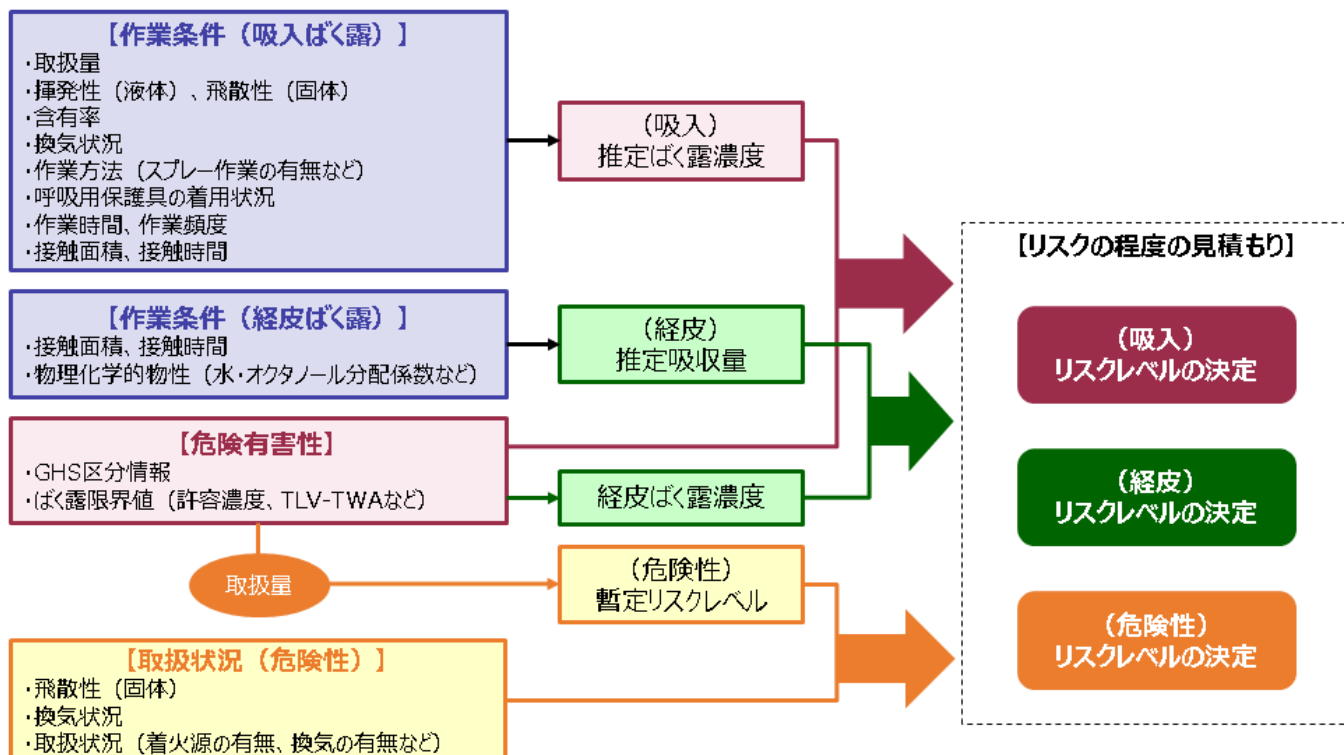 【作業条件（吸入ばく露）】
・取扱量
・揮発性（液体）、飛散性（固体）
・含有率
・換気状況
・作業方法（スプレー作業の有無など）
・呼吸用保護具の着用状況
・作業時間、作業頻度
・接触面積、接触時間
（吸入）
推定ばく露濃度
【作業条件（経皮ばく露）】
・接触面積、接触時間
・物理化学的物性（水・オクタノール分配係数など）
（経皮）
推定吸収量
【危険有害性】
・GHS区分情報
・ばく露限界値（許容濃度、TLV-TWAなど）
経皮ばく露濃度
取扱量
（危険性）
暫定リスクレベル
【取扱状況（危険性）】
・飛散性（固体）
・換気状況
・取扱状況（着火源の有無、換気の有無など）
【リスクの程度の見積もり】
（吸入）
リスクレベルの決定
（経皮）
リスクレベルの決定
（危険性）
リスクレベルの決定